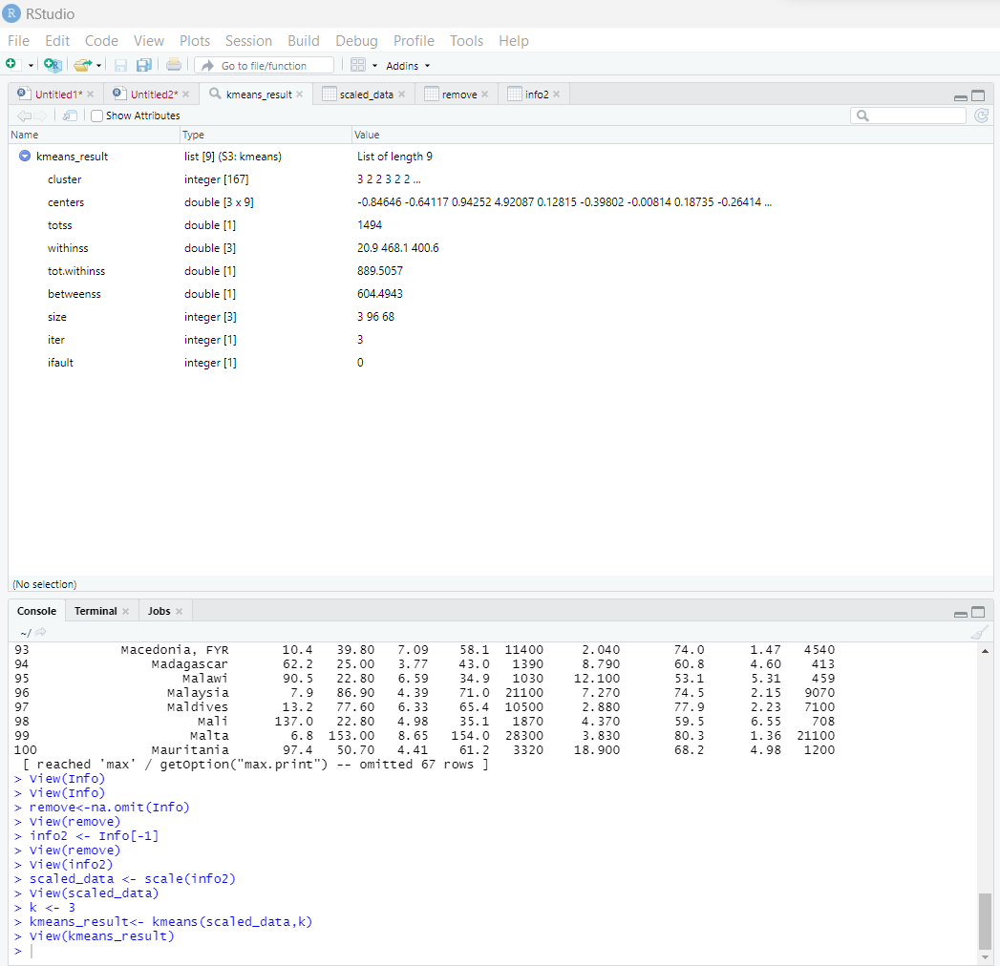 RStudio
File Edit Code View Plots Session Build Debug Profile Tools Help
Go to file/function Addins
Untitled1* Untitled2* kmeans_result scaled_data remove info2
Show Attributes
Name Type Value
kmeans_result list [9] (S3: kmeans) List of length 9
cluster integer [167] 3 2 2 3 2 2 ...
centers double [3 x 9] -0.84646 -0.64117 0.94252 4.92087 0.12815 -0.39802 -0.00814 0.18735 -0.26414 ...
totss double [1] 1494
withinss double [3] 20.9 468.1 400.6
tot.withinss double [1] 889.5057
betweenss double [1] 604.4943
size integer [3] 3 96 68
iter integer [1] 3
ifault integer [1] 0
(No selection)
Console Terminal Jobs
~/
93 Macedonia, FYR 10.4 39.80 7.09 58.1 11400 2.040 74.0 1.47 4540
94 Madagascar 62.2 25.00 3.77 43.0 1390 8.790 60.8 4.60 413
95 Malawi 90.5 22.80 6.59 34.9 1030 12.100 53.1 5.31 459
96 Malaysia 7.9 86.90 4.39 71.0 21100 7.270 74.5 2.15 9070
97 Maldives 13.2 77.60 6.33 65.4 10500 2.880 77.9 2.23 7100
98 Mali 137.0 22.80 4.98 35.1 1870 4.370 59.5 6.55 708
99 Malta 6.8 153.00 8.65 154.0 28300 3.830 80.3 1.36 21100
100 Mauritania 97.4 50.70 4.41 61.2 3320 18.900 68.2 4.98 1200
[ reached 'max' / getOption("max.print") -- omitted 67 rows ]
> View(Info)
> View(Info)
> remove<-na.omit(Info)
> View(remove)
> info2 <- Info[-1]
> View(remove)
> View(info2)
> scaled_data <- scale(info2)
> View(scaled_data)
> k <- 3
> kmeans_result<- kmeans(scaled_data,k)
> View(kmeans_result)
>